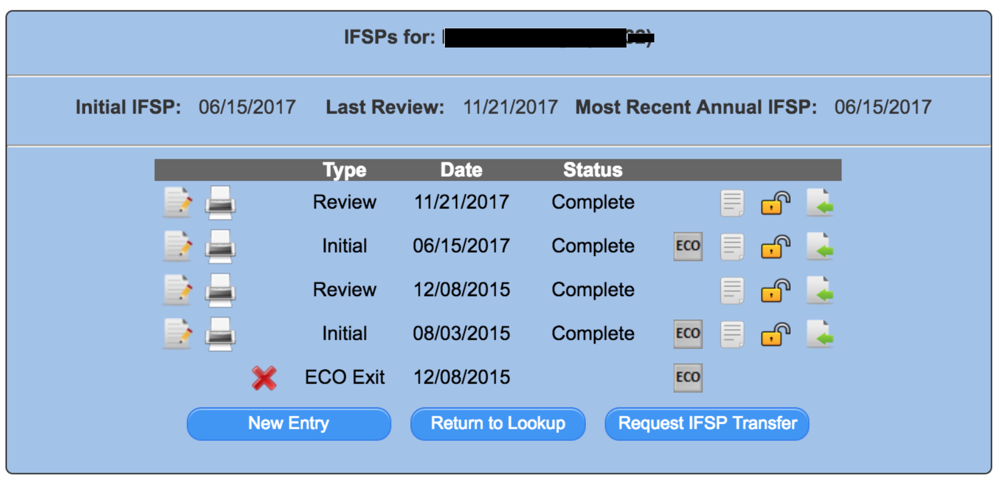 IFSPs for:
Initial IFSP: 06/15/2017 Last Review: 11/21/2017 Most Recent Annual IFSP: 06/15/2017
Type Date Status
Review 11/21/2017 Complete
Initial 06/15/2017 Complete ECO
Review 12/08/2015 Complete
Initial 08/03/2015 Complete ECO
ECO Exit 12/08/2015 ECO
New Entry Return to Lookup Request IFSP Transfer